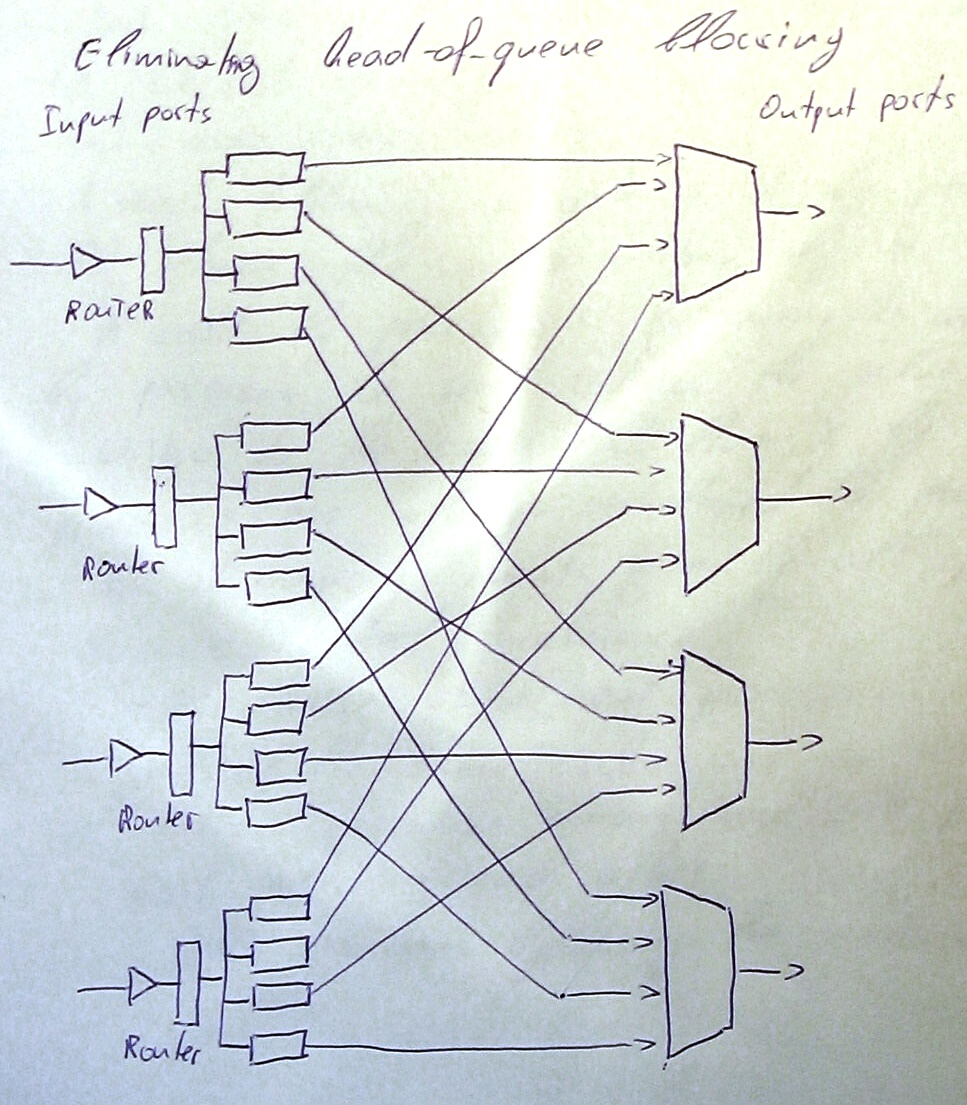 Eliminating head-of-queue blocking
Input ports
Output ports
ROUTER
Router
Router
Router